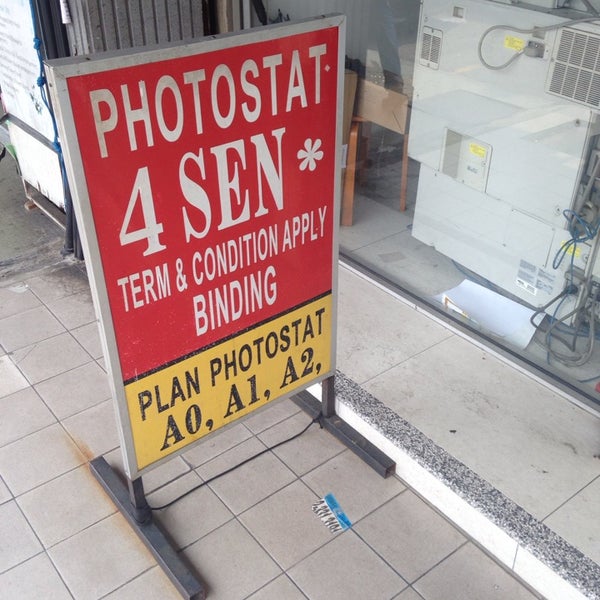 PHOTOSTAT
4 SEN *
TERM & CONDITION APPLY
BINDING
PLAN PHOTOSTAT
A0, A1, A2,